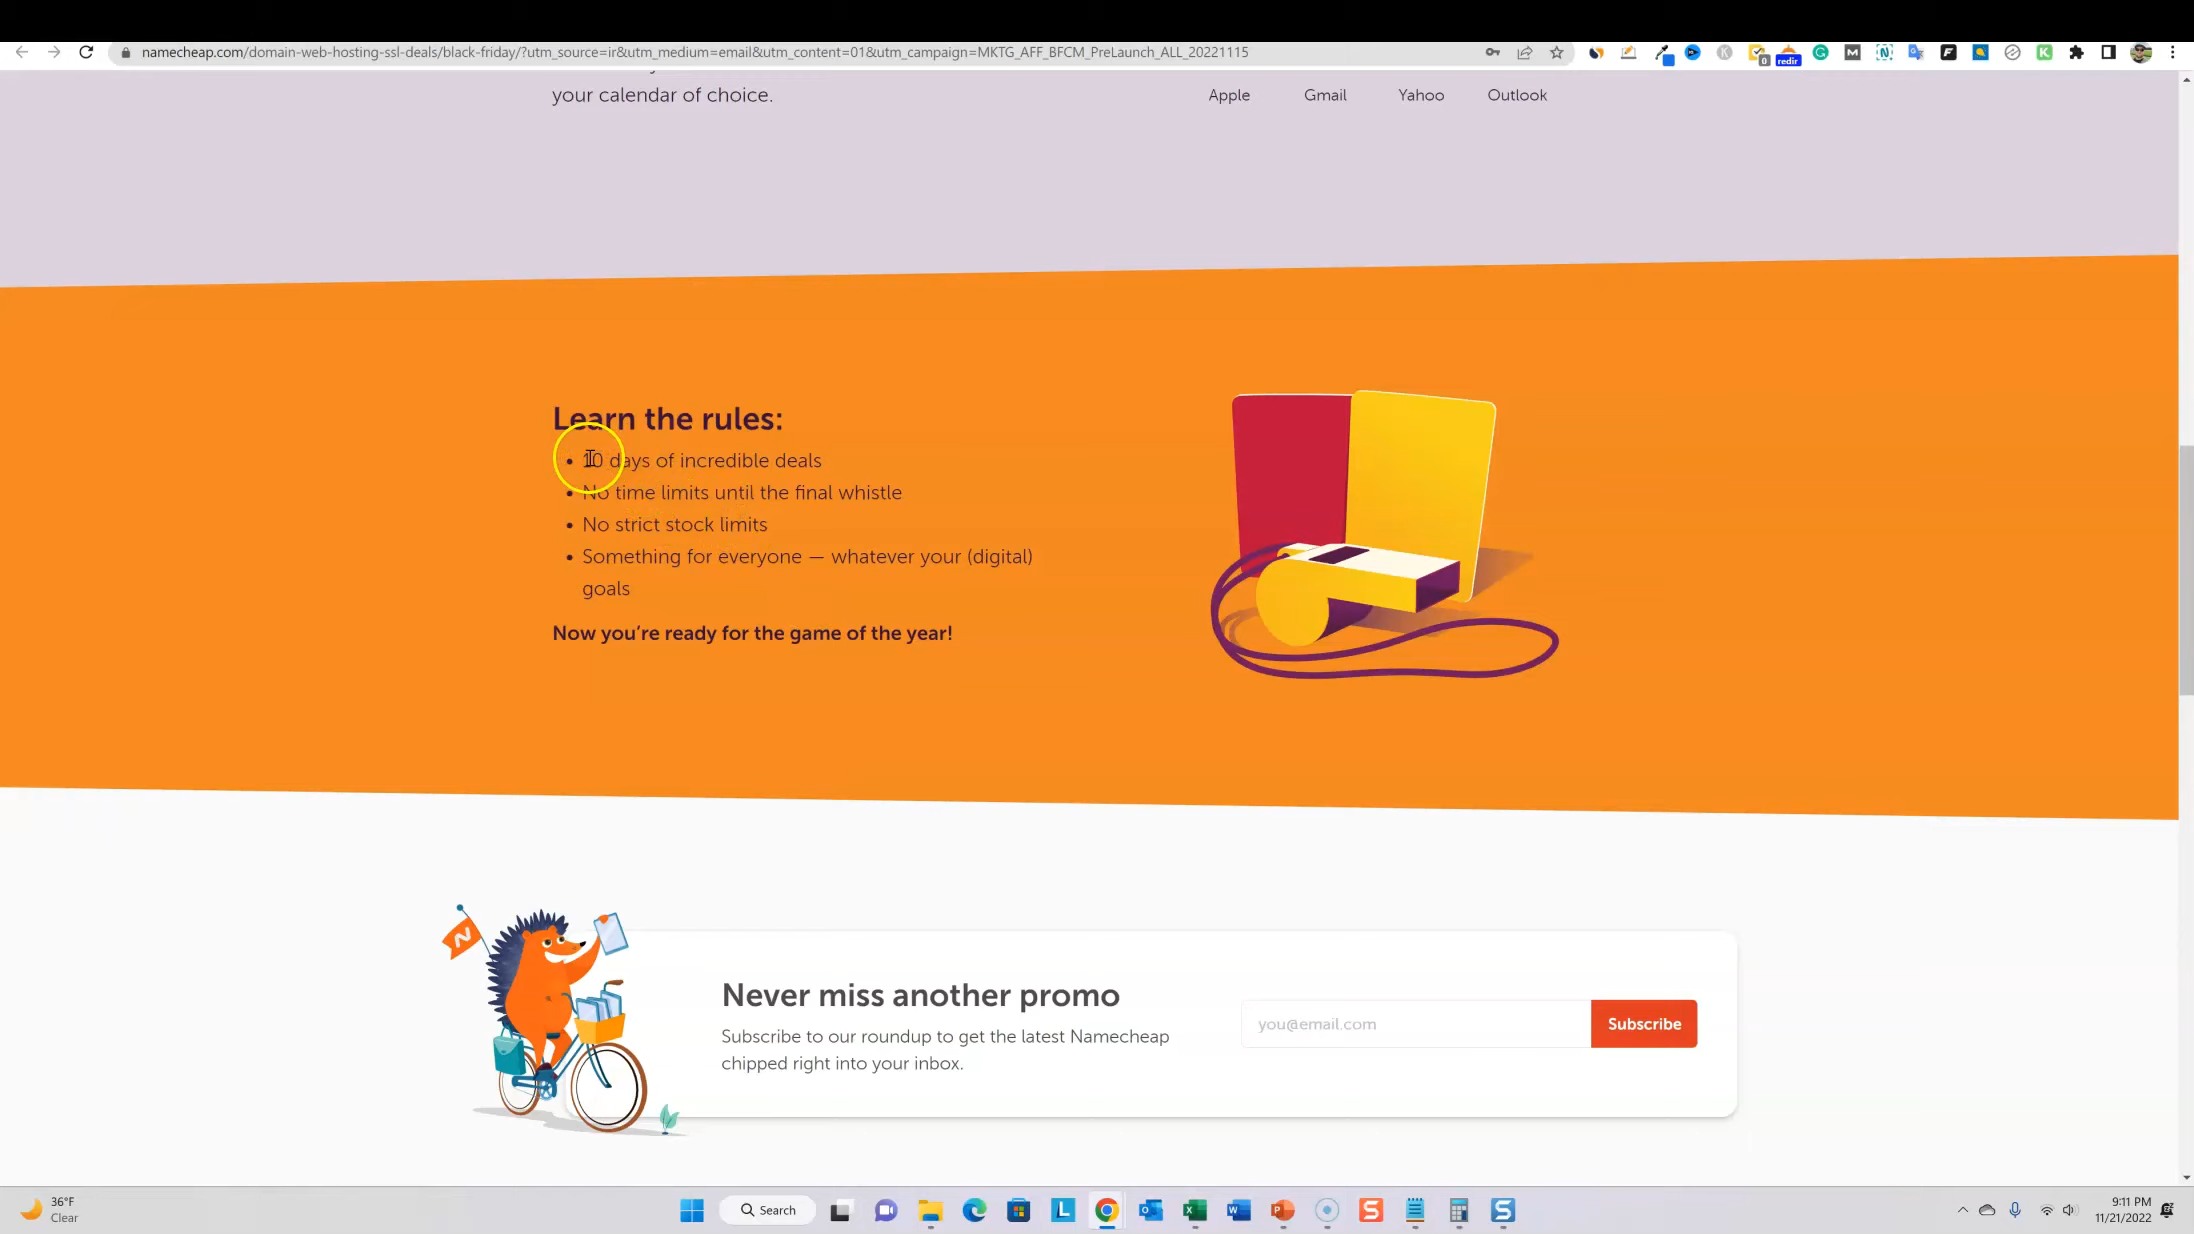 namecheap.com/domain-web-hosting-ssl-deals/black-friday/?utm_source=ir&utm_medium=email&utm_content=01&utm_campaign=MKTG_AFF_BFCM_PreLaunch_ALL_20221115
redir
your calendar of choice.
Apple Gmail Yahoo Outlook
Learn the rules:
• 10 days of incredible deals
• No time limits until the final whistle
• No strict stock limits
• Something for everyone — whatever your (digital)
goals
Now you’re ready for the game of the year!
Never miss another promo
Subscribe to our roundup to get the latest Namecheap
chipped right into your inbox.
you@email.com
Subscribe
36°F
Clear
Search
9:11 PM
11/21/2022